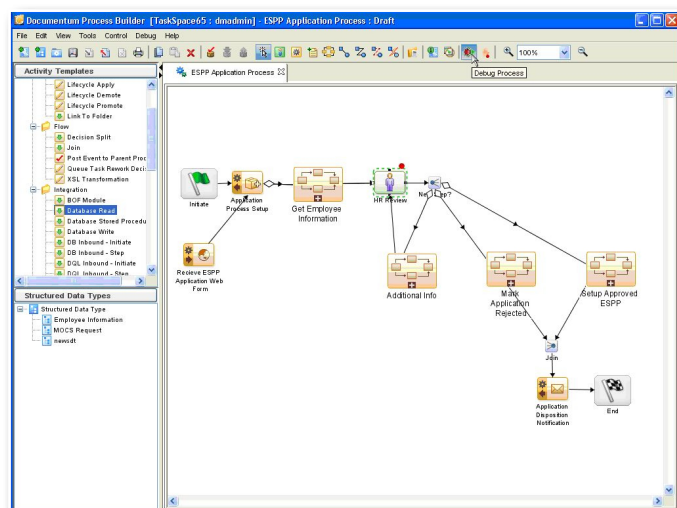 Documentum Process Builder [TaskSpace65 : dmadmin] - ESPP Application Process : Draft
File Edit View Tools Control Debug Help
100%
Debug Process
Activity Templates
ESPP Application Process
Lifecycle Apply
Lifecycle Demote
Lifecycle Promote
Link To Folder
Flow
Decision Split
Join
Post Event to Parent Proc
Queue Task Rework Decis
XSL Transformation
Integration
BOF Module
Database Read
Database Stored Procedu
Database Write
DB Inbound - Initiate
DB Inbound - Step
DQL Inbound - Initiate
DQL Inbound - Step
Structured Data Types
Structured Data Type
Employee Information
MOCS Request
newsdt
Initiate
Application
Process Setup
Get Employee
Information
HR Review
Recieve ESPP
Application Web
Form
Additional Info
Mark
Application
Rejected
Setup Approved
ESPP
Join
Application
Disposition
Notification
End